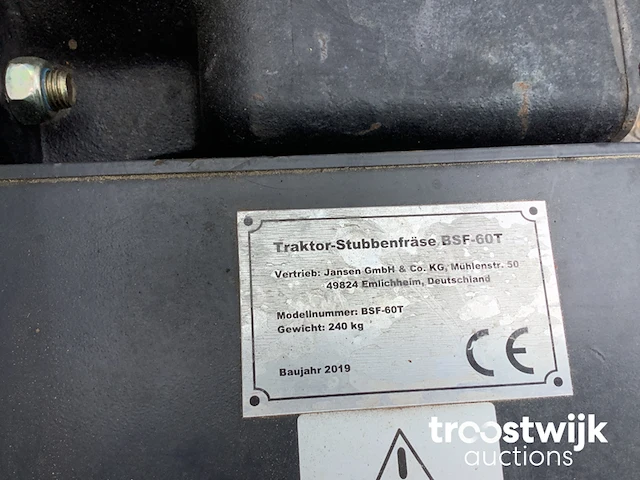 Traktor-Stubbenfräse BSF-60T
Vertrieb: Jansen GmbH & Co. KG, Mühlenstr. 50
49824 Emlichheim, Deutschland
Modellnummer: BSF-60T
Gewicht: 240 kg
Baujahr 2019
CE
troostwijk
auctions